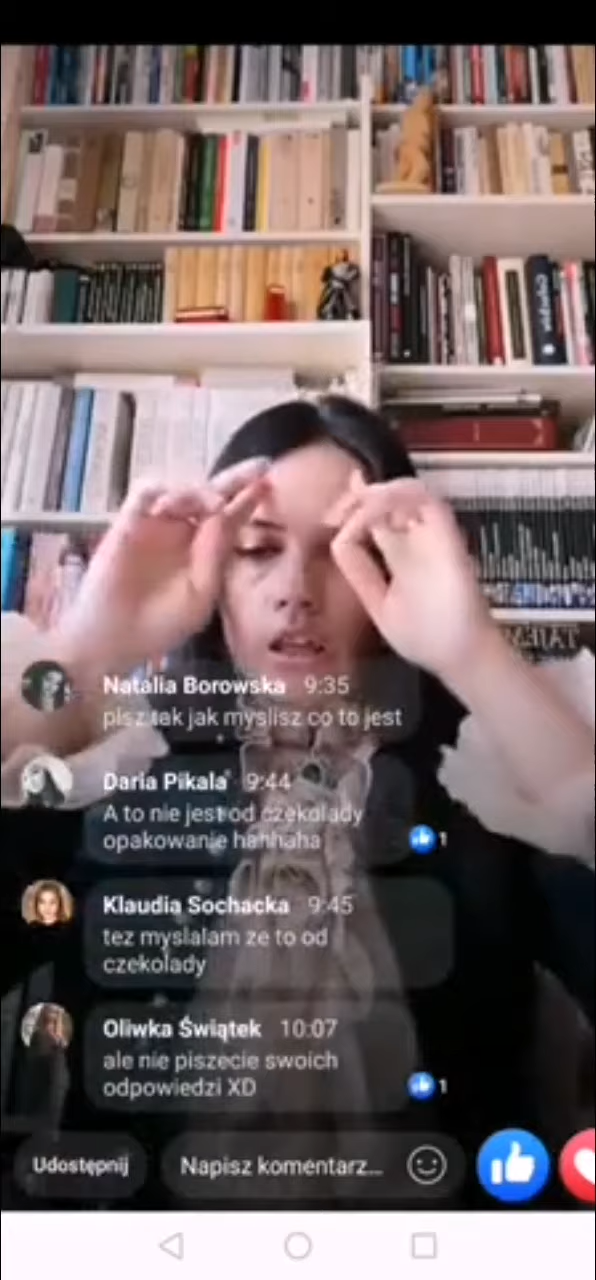 Natalia Borowska 9:35
pisz tak jak myslisz co to jest
Daria Pikala 9:44
A to nie jest od czekolady
opakowanie hahhaha
1
Klaudia Sochacka 9:45
tez myslalam ze to od
czekolady
Oliwka Świątek 10:07
ale nie piszecie swoich
odpowiedzi XD
1
Udostępnij
Napisz komentarz...